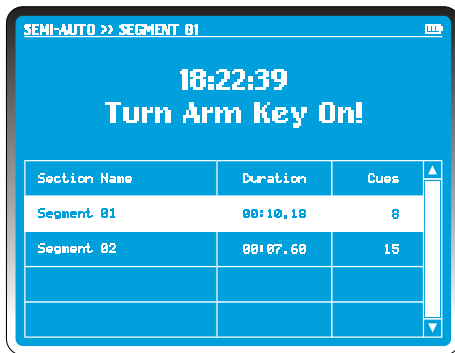 SEMI-AUTO >> SEGMENT 01
18:22:39
Turn Arm Key On!
Section Name Duration Cues
Segment 01 00:10.18 8
Segment 02 00:07.60 15